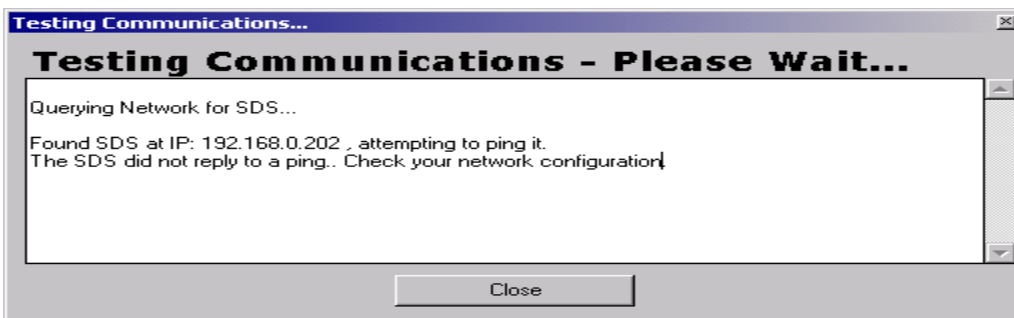 Testing Communications...
Testing Communications - Please Wait...
Querying Network for SDS...
Found SDS at IP: 192.168.0.202 , attempting to ping it.
The SDS did not reply to a ping.. Check your network configuration.
Close